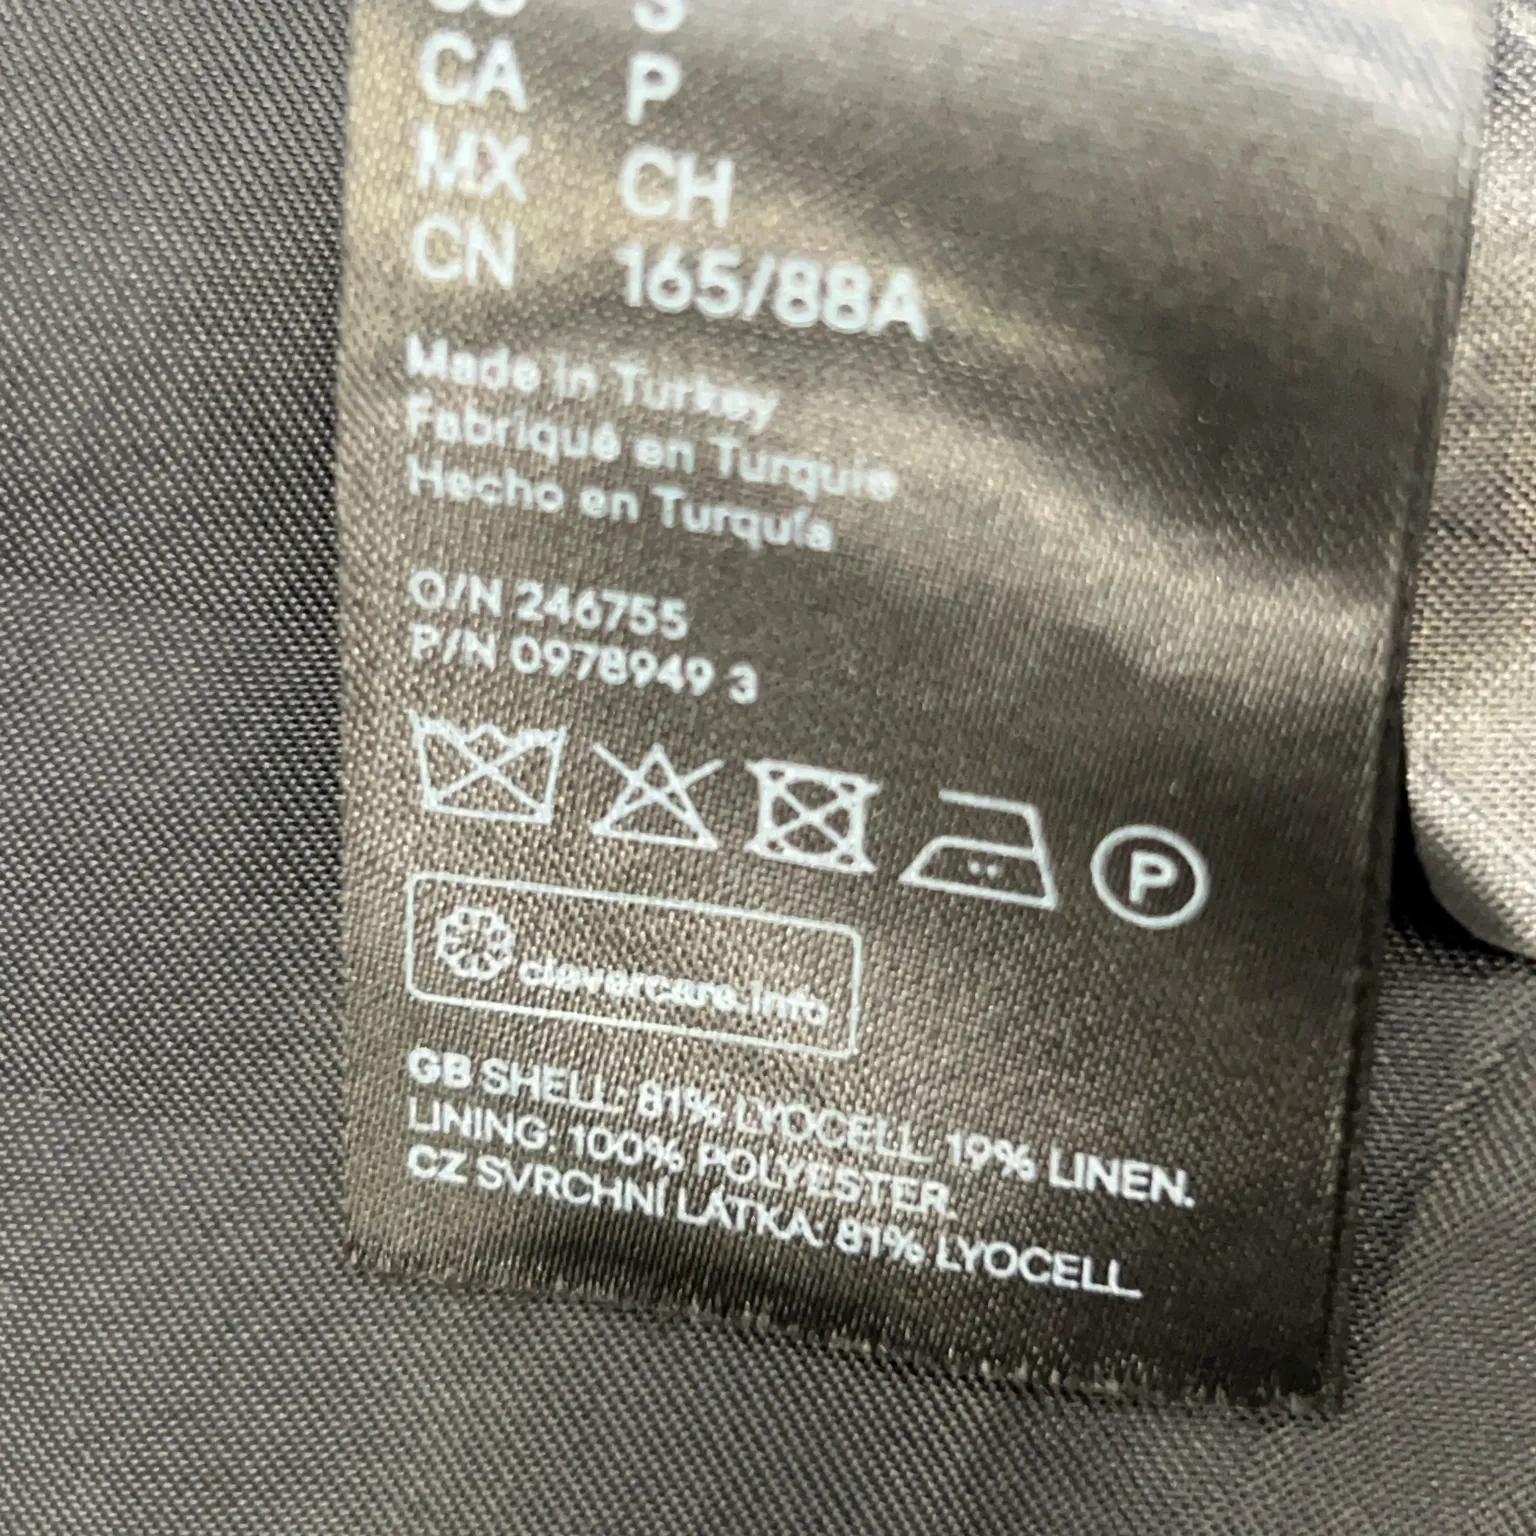 US S
CA P
MX CH
CN 165/88A
Made in Turkey
Fabriqué en Turquie
Hecho en Turquía
O/N 246755
P/N 0978949 3
P
clevercare.info
GB SHELL: 81% LYOCELL, 19% LINEN.
LINING: 100% POLYESTER.
CZ SVRCHNÍ LÁTKA: 81% LYOCELL,